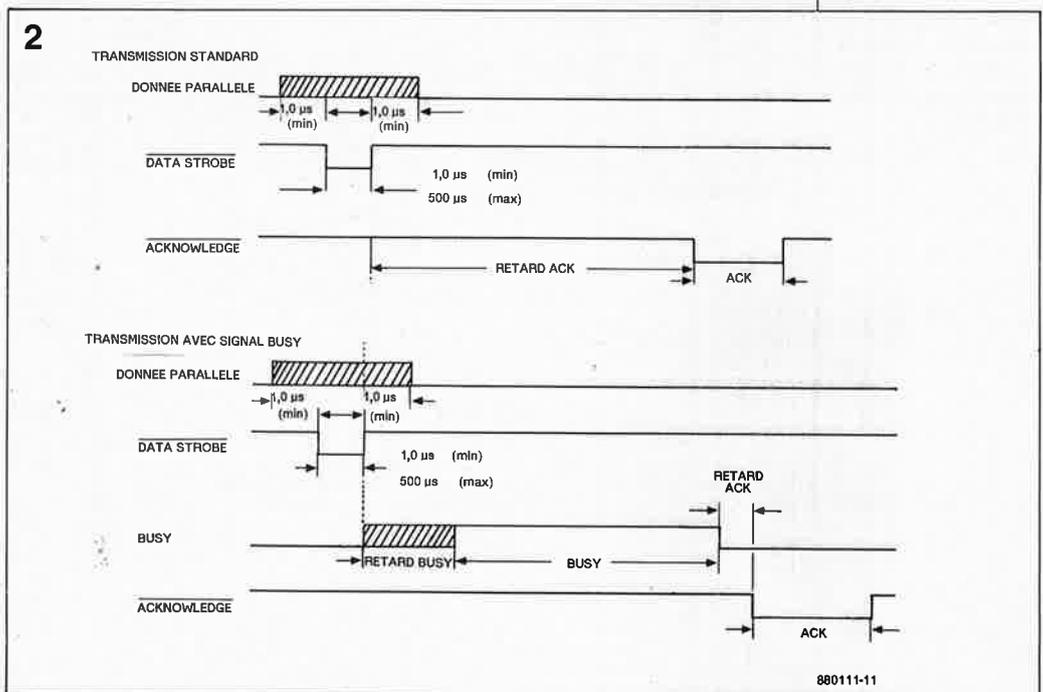 2
TRANSMISSION STANDARD
DONNEE PARALLELE
1,0 µs
(min)
1,0 µs
(min)
DATA STROBE
1,0 µs (min)
500 µs (max)
ACKNOWLEDGE
RETARD ACK
ACK
TRANSMISSION AVEC SIGNAL BUSY
DONNEE PARALLELE
1,0 µs
(min)
1,0 µs
(min)
DATA STROBE
1,0 µs (min)
500 µs (max)
RETARD
ACK
BUSY
RETARD BUSY
BUSY
ACKNOWLEDGE
ACK
880111-11